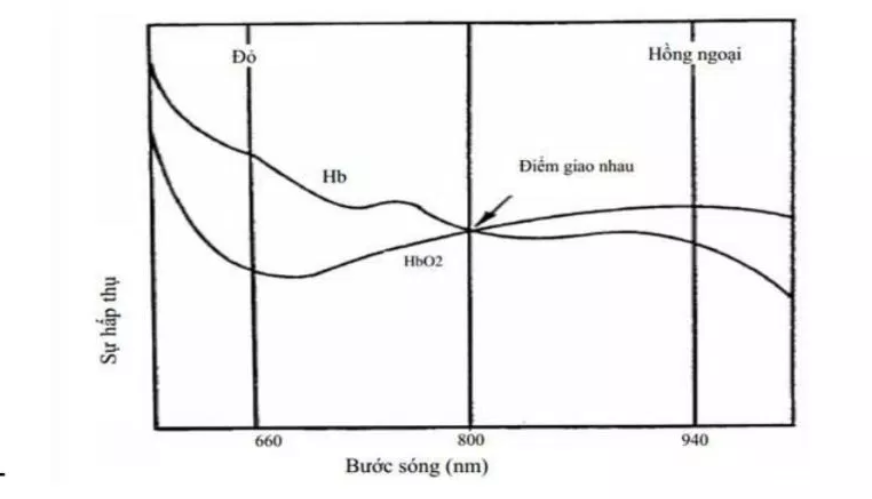 Đỏ
Hồng ngoại
Hb
Điểm giao nhau
HbO2
Sự hấp thụ
660
800
940
Bước sóng (nm)